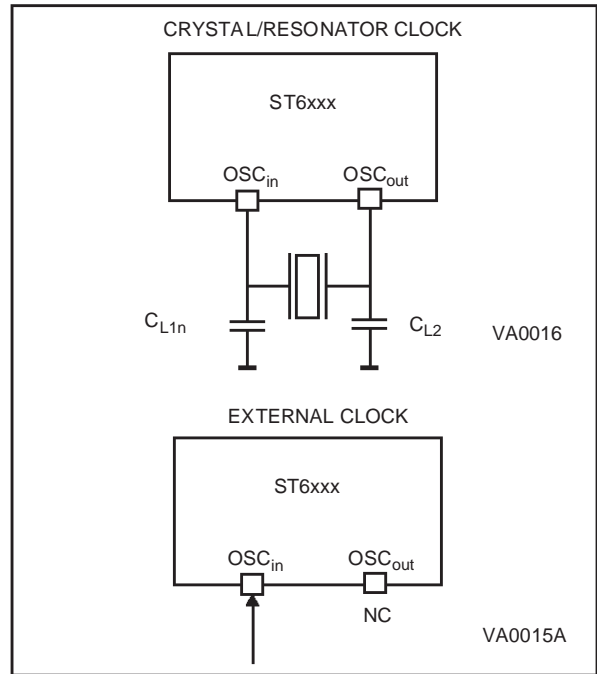 CRYSTAL/RESONATOR CLOCK
ST6xxx
OSCin OSCout
CL1n CL2 VA0016
EXTERNAL CLOCK
ST6xxx
OSCin OSCout
NC
VA0015A